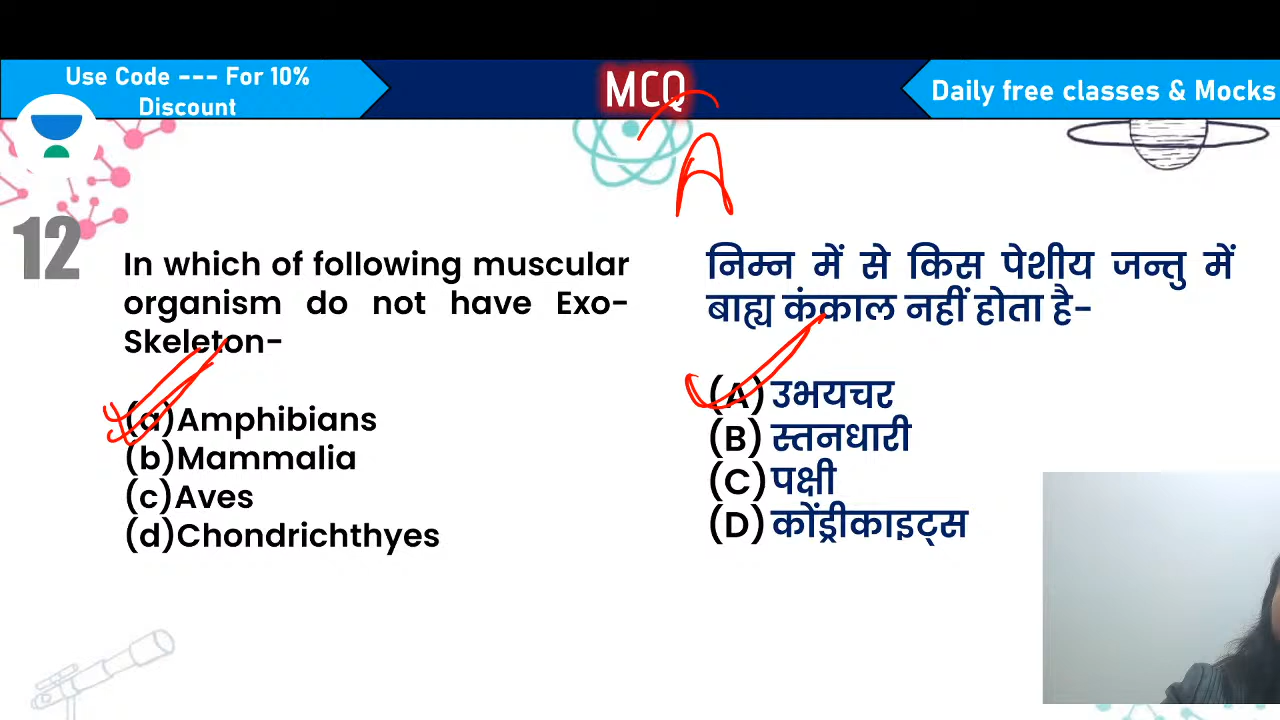 Use Code --- For 10%
Discount
MCQ
Daily free classes & Mocks
A
12
In which of following muscular
organism do not have Exo-
Skeleton-
(a)Amphibians
(b)Mammalia
(c)Aves
(d)Chondrichthyes
निम्न में से किस पेशीय जन्तु में
बाह्य कंकाल नहीं होता है-
(A) उभयचर
(B) स्तनधारी
(C) पक्षी
(D) कोंड्रीकाइट्स